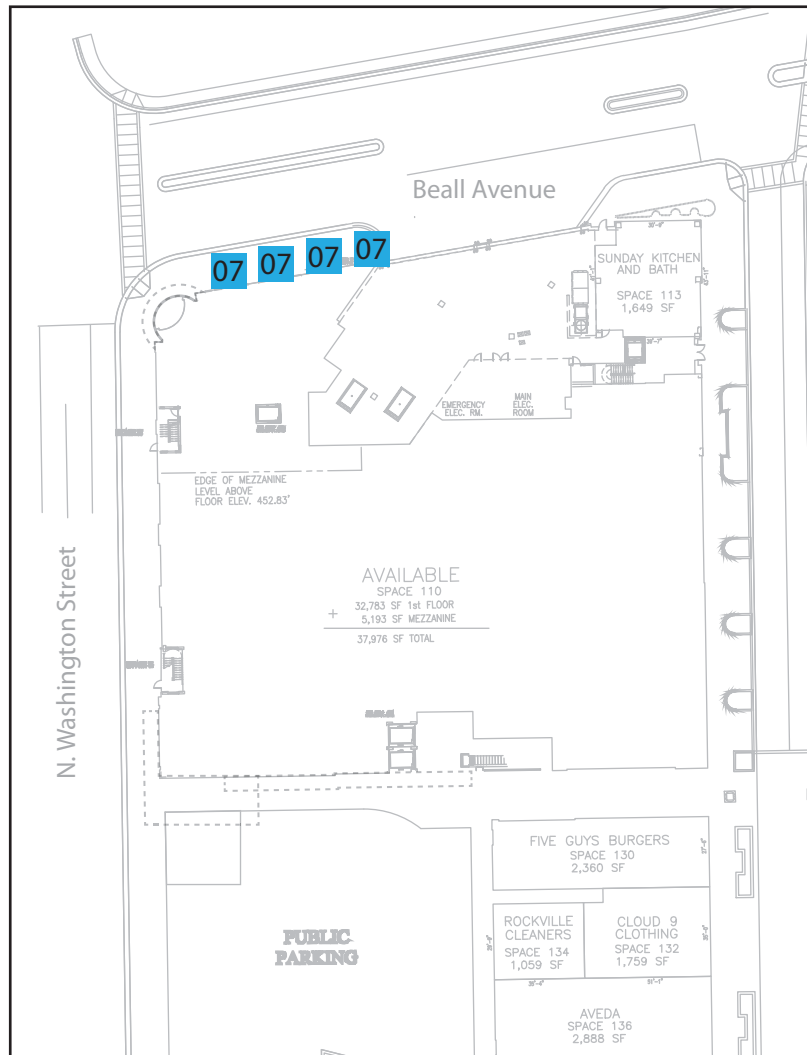 Beall Avenue
07 07 07 07
SUNDAY KITCHEN
AND BATH
SPACE 113
1,649 SF
EMERGENCY
ELEC. RM.
MAIN
ELEC.
ROOM
EDGE OF MEZZANINE
LEVEL ABOVE
FLOOR ELEV. 452.83'
N. Washington Street
AVAILABLE
SPACE 110
32,783 SF 1st FLOOR
+ 5,193 SF MEZZANINE
37,976 SF TOTAL
FIVE GUYS BURGERS
SPACE 130
2,360 SF
PUBLIC
PARKING
ROCKVILLE
CLEANERS
SPACE 134
1,059 SF
CLOUD 9
CLOTHING
SPACE 132
1,759 SF
AVEDA
SPACE 136
2,888 SF